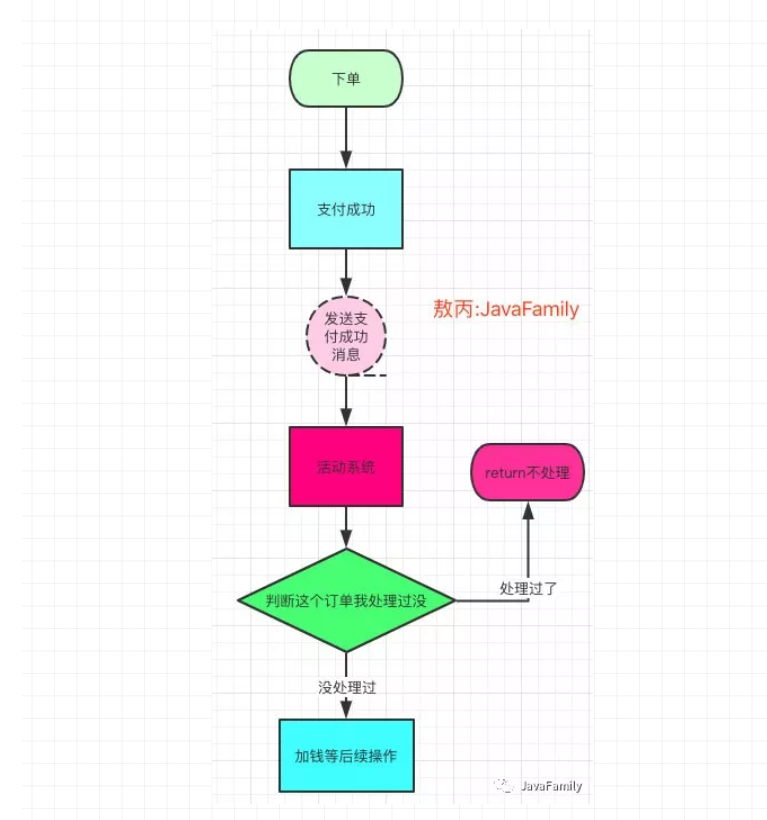 下单
支付成功
敖丙:JavaFamily
发送支
付成功
消息
活动系统
return不处理
处理过了
判断这个订单我处理过没
没处理过
加钱等后续操作
JavaFamily